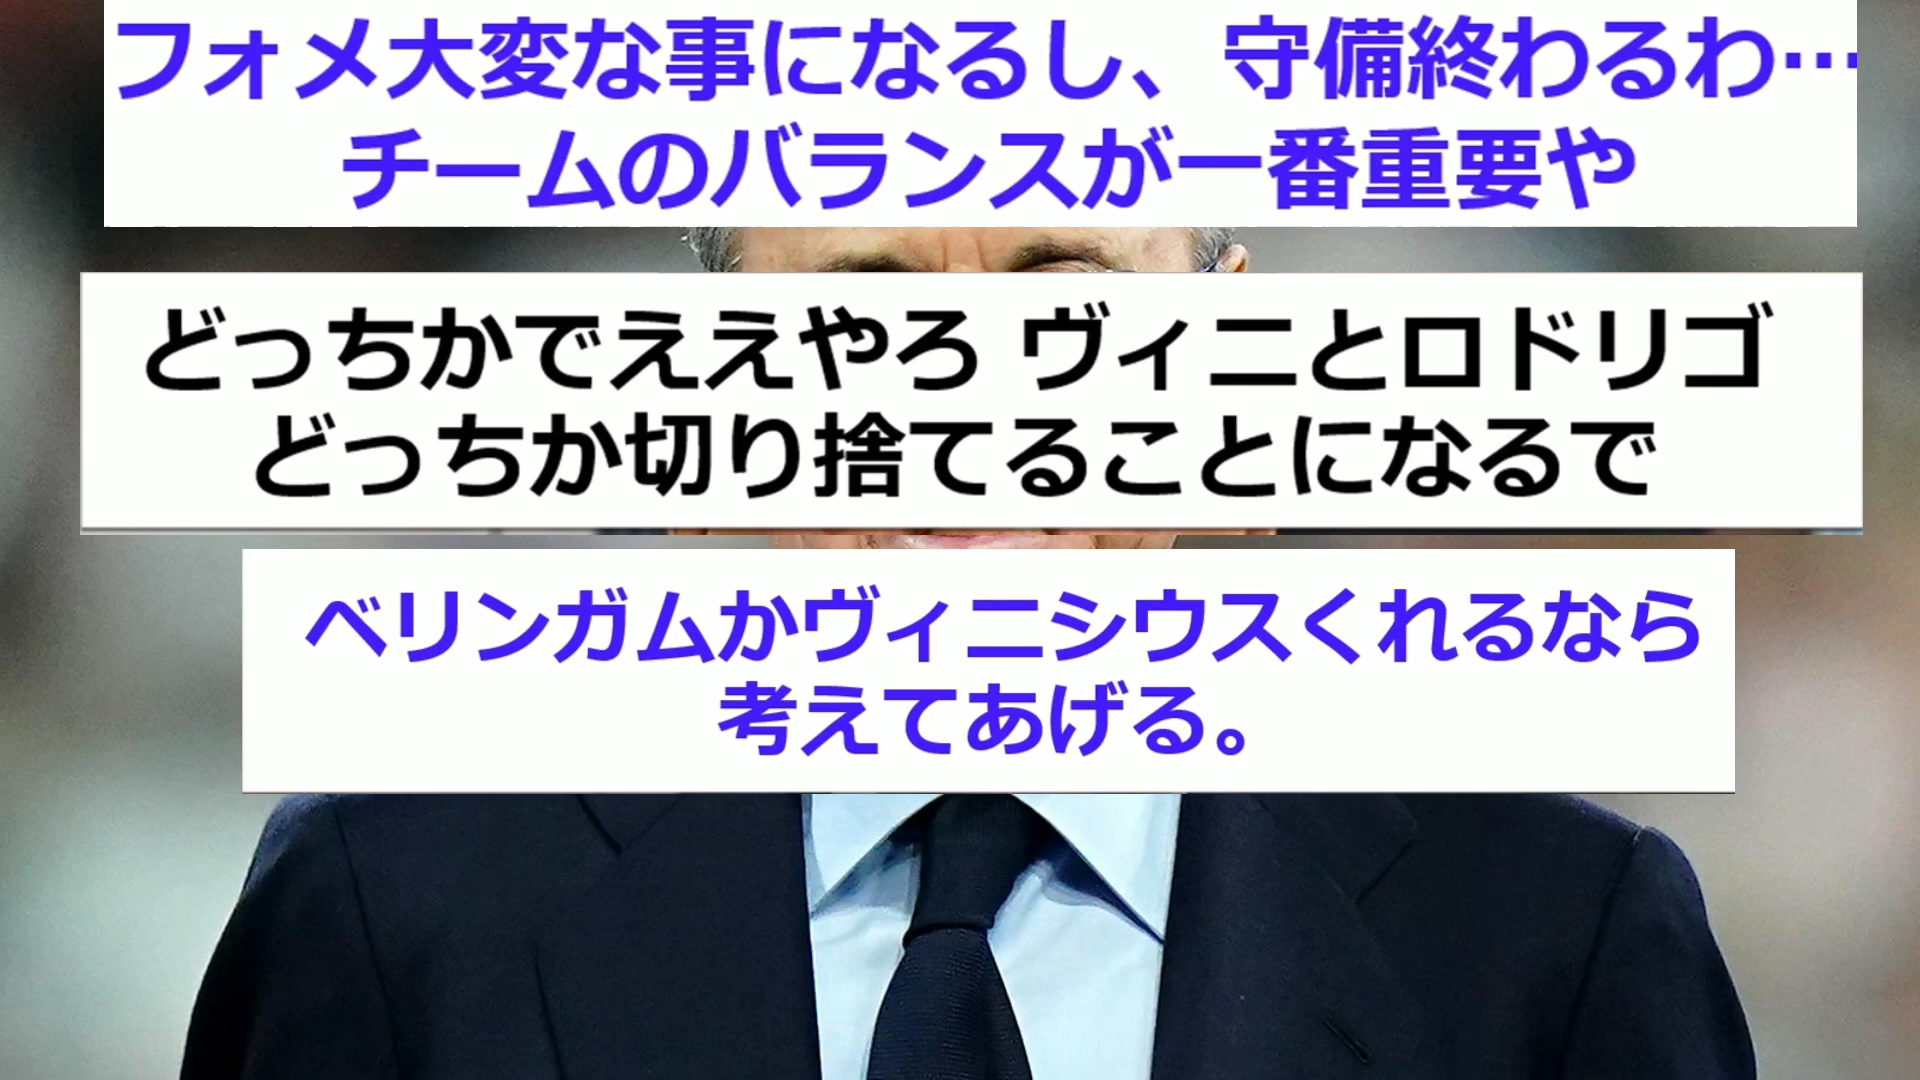 フォメ大変な事になるし、守備終わるわ…
チームのバランスが一番重要や
どっちかでええやろ ヴィニとロドリゴ
どっちか切り捨てることになるで
ベリンガムかヴィニシウスくれるなら
考えてあげる。